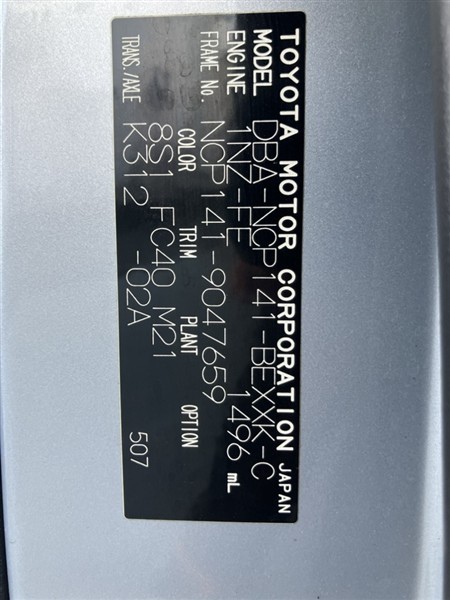 TOYOTA MOTOR CORPORATION JAPAN
MODEL DBA-NCP141-BEXXK-C
ENGINE 1NZ-FE 1496 mL
FRAME No. NCP141-9047659
COLOR TRIM PLANT OPTION
8S1 FC40 M21
TRANS./AXLE K312 -02A 507